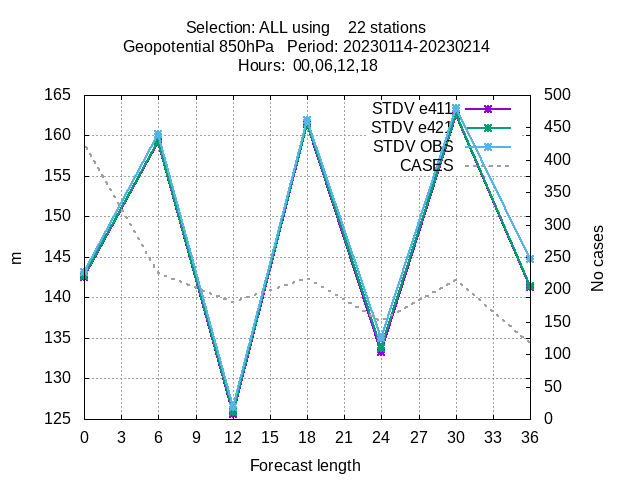 Selection: ALL using 22 stations
Geopotential 850hPa Period: 20230114-20230214
Hours: 00,06,12,18
165
160
155
150
145
140
135
130
125
m
500
450
400
350
300
250
200
150
100
50
0
No cases
STDV e411
STDV e421
STDV OBS
CASES
0 3 6 9 12 15 18 21 24 27 30 33 36
Forecast length